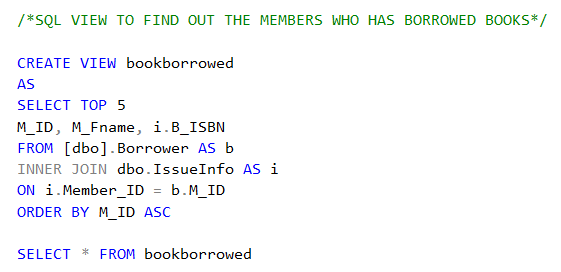 /*SQL VIEW TO FIND OUT THE MEMBERS WHO HAS BORROWED BOOKS*/
CREATE VIEW bookborrowed
AS
SELECT TOP 5
M_ID, M_Fname, i.B_ISBN
FROM [dbo].Borrower AS b
INNER JOIN dbo.IssueInfo AS i
ON i.Member_ID = b.M_ID
ORDER BY M_ID ASC
SELECT * FROM bookborrowed